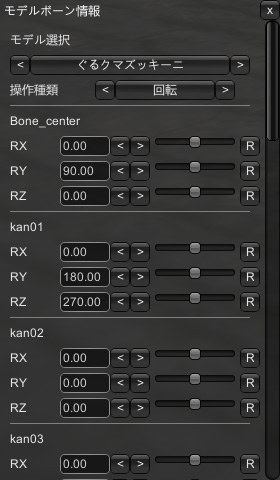 モデルボーン情報 x
モデル選択
< ぐるクマズッキーニ >
操作種類 < 回転 >
Bone_center
RX 0.00 < > R
RY 90.00 < > R
RZ 0.00 < > R
kan01
RX 0.00 < > R
RY 180.00 < > R
RZ 270.00 < > R
kan02
RX 0.00 < > R
RY 0.00 < > R
RZ 0.00 < > R
kan03
RX 0.00 < > R